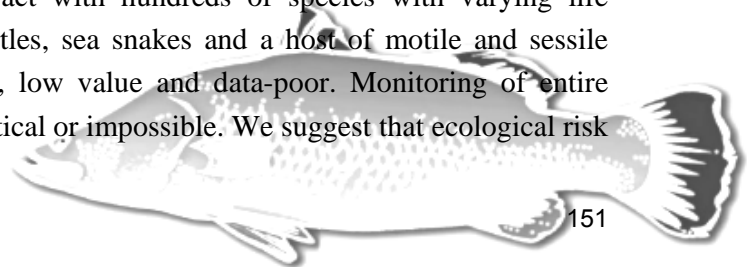 act with hundreds of species with varying life
tles, sea snakes and a host of motile and sessile
, low value and data-poor. Monitoring of entire
tical or impossible. We suggest that ecological risk
151